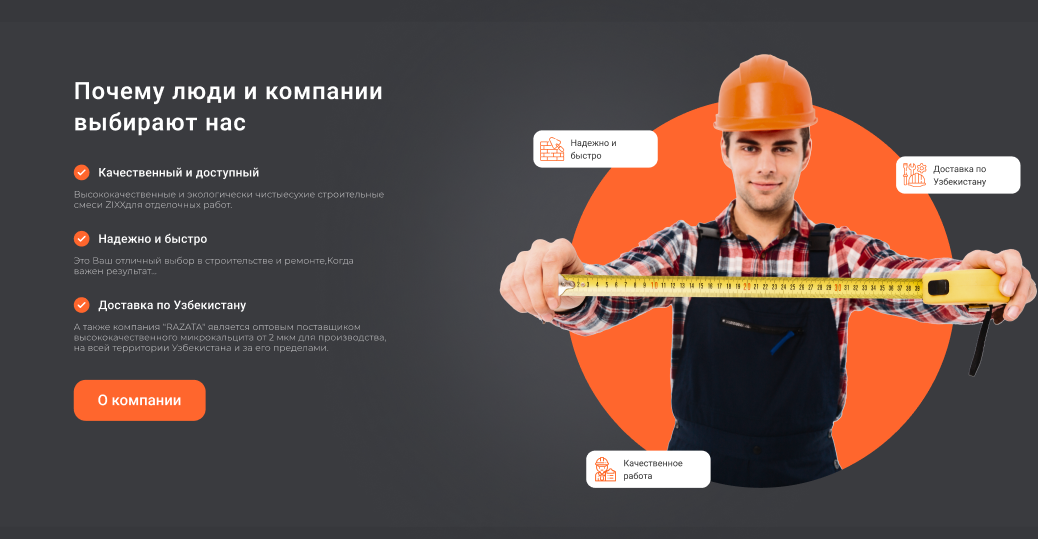 Почему люди и компании
выбирают нас
Качественный и доступный
Высококачественные и экологически чистыесухие строительные
смеси ZIXXдля отделочных работ.
Надежно и быстро
Это Ваш отличный выбор в строительстве и ремонте,Когда
важен результат...
Доставка по Узбекистану
А также компания "RAZATA" является оптовым поставщиком
высококачественного микрокальцита от 2 мкм для производства,
на всей территории Узбекистана и за его пределами.
О компании
Надежно и
быстро
Доставка по
Узбекистану
Качественное
работа